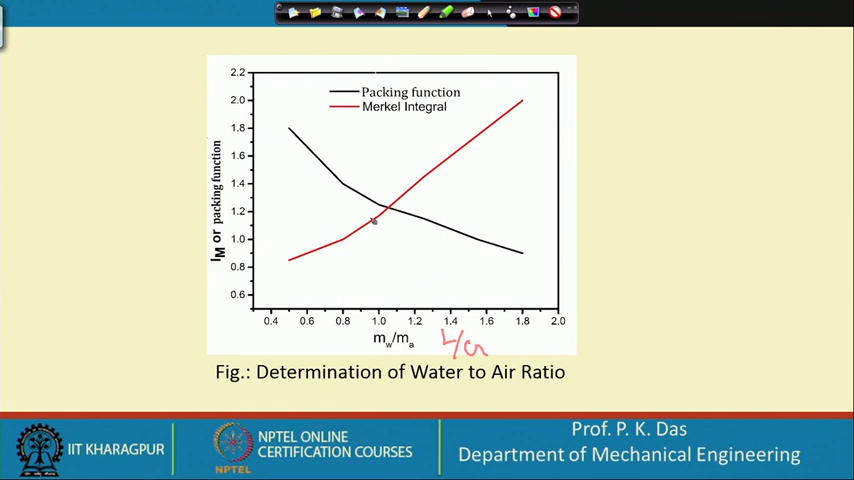 2.2
2.0
1.8
1.6
1.4
1.2
1.0
0.8
0.6
I_M or packing function
Packing function
Merkel Integral
0.4 0.6 0.8 1.0 1.2 1.4 1.6 1.8 2.0
m_w/m_a L/G
Fig.: Determination of Water to Air Ratio
IIT KHARAGPUR
NPTEL
NPTEL ONLINE
CERTIFICATION COURSES
Prof. P. K. Das
Department of Mechanical Engineering